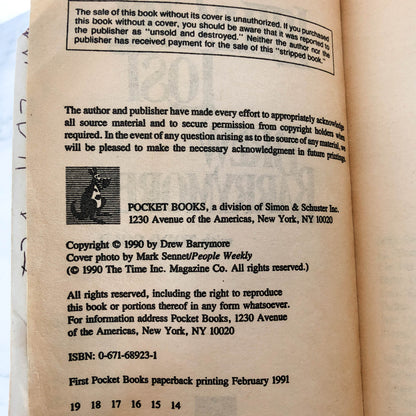 The sale of this book without its cover is unauthorized. If you purchased
this book without a cover, you should be aware that it was reported to
the publisher as "unsold and destroyed." Neither the author nor the
publisher has received payment for the sale of this "stripped book."
The author and publisher have made every effort to appropriately acknowledge
all source material and to secure permission from copyright holders when
required. In the event of any question arising as to the source of any material, we
will be pleased to make the necessary acknowledgment in future printings.
POCKET BOOKS, a division of Simon & Schuster Inc.
1230 Avenue of the Americas, New York, NY 10020
Copyright © 1990 by Drew Barrymore
Cover photo by Mark Sennet/People Weekly
(© 1990 The Time Inc. Magazine Co. All rights reserved.)
All rights reserved, including the right to reproduce
this book or portions thereof in any form whatsoever.
For information address Pocket Books, 1230 Avenue
of the Americas, New York, NY 10020
ISBN: 0-671-68923-1
First Pocket Books paperback printing February 1991
19 18 17 16 15 14